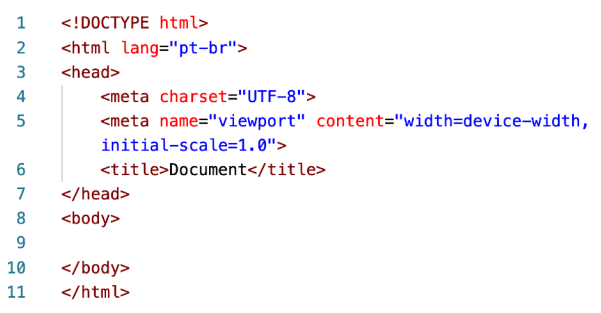 1 <!DOCTYPE html>
2 <html lang="pt-br">
3 <head>
4     <meta charset="UTF-8">
5     <meta name="viewport" content="width=device-width,
    initial-scale=1.0">
6     <title>Document</title>
7 </head>
8 <body>
9
10 </body>
11 </html>